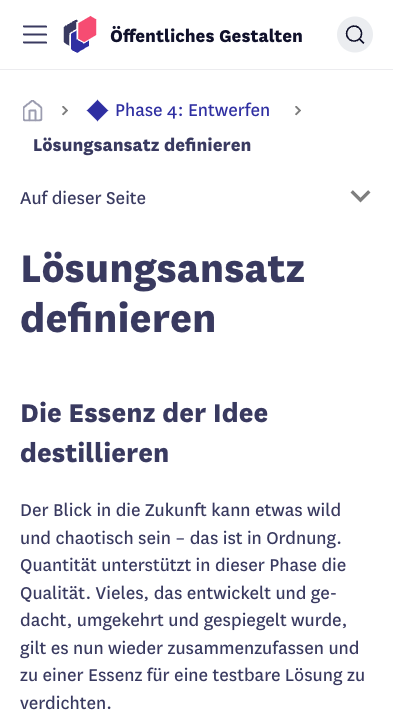 Öffentliches Gestalten
Phase 4: Entwerfen
Lösungsansatz definieren
Auf dieser Seite
Lösungsansatz
definieren
Die Essenz der Idee
destillieren
Der Blick in die Zukunft kann etwas wild
und chaotisch sein – das ist in Ordnung.
Quantität unterstützt in dieser Phase die
Qualität. Vieles, das entwickelt und ge-
dacht, umgekehrt und gespiegelt wurde,
gilt es nun wieder zusammenzufassen und
zu einer Essenz für eine testbare Lösung zu
verdichten.